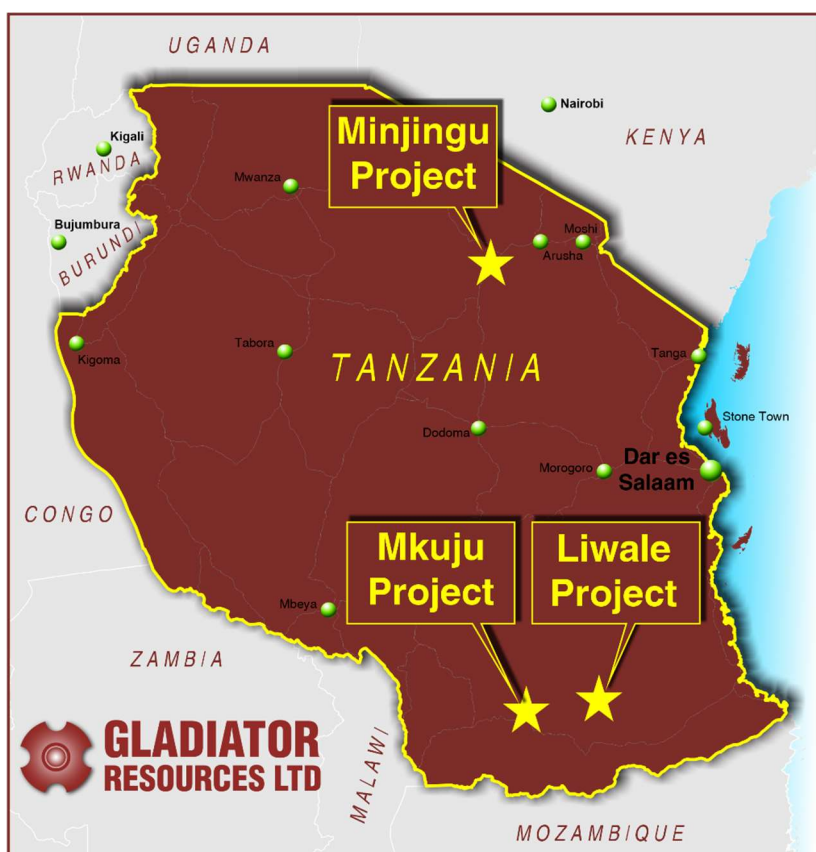 UGANDA
Nairobi
Minjingu
Project
KENYA
Kigali
RWANDA
Mwanza
Bujumbura
BURUNDI
Moshi
Arusha
Kigoma
Tabora
TANZANIA
Tanga
Stone Town
Dodoma
Morogoro
Dar es
Salaam
CONGO
Mkuju
Project
Liwale
Project
Mbeya
ZAMBIA
GLADIATOR
RESOURCES LTD
MALAWI
MOZAMBIQUE